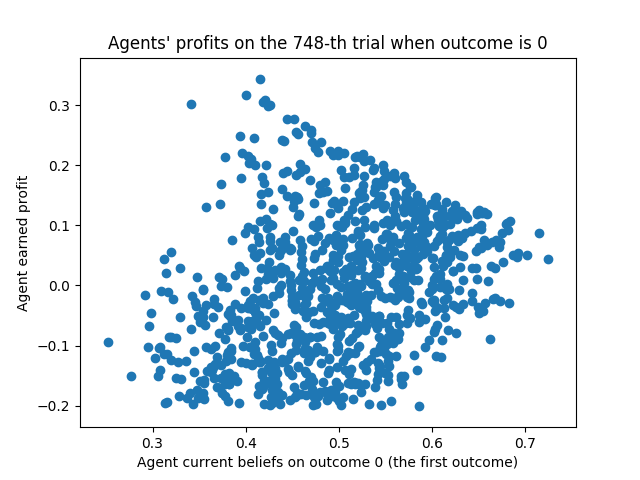 Agents' profits on the 748-th trial when outcome is 0
Agent earned profit
0.3
0.2
0.1
0.0
−0.1
−0.2
0.3 0.4 0.5 0.6 0.7
Agent current beliefs on outcome 0 (the first outcome)